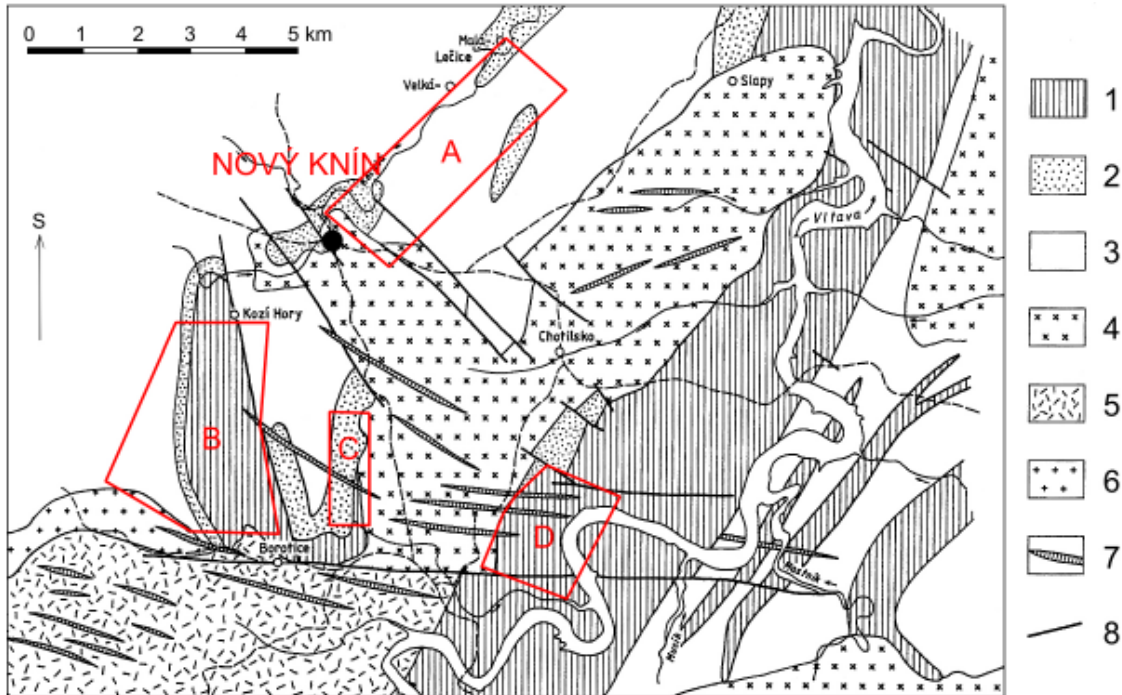 0 1 2 3 4 5 km
Malá-
Lečice
Velká-
Slapy
1
A
2
NOVÝ KNÍN
Vltava
S
3
Kozí Hory
4
Chotilsko
5
B
C
6
D
Borotice
7
Mastník
8